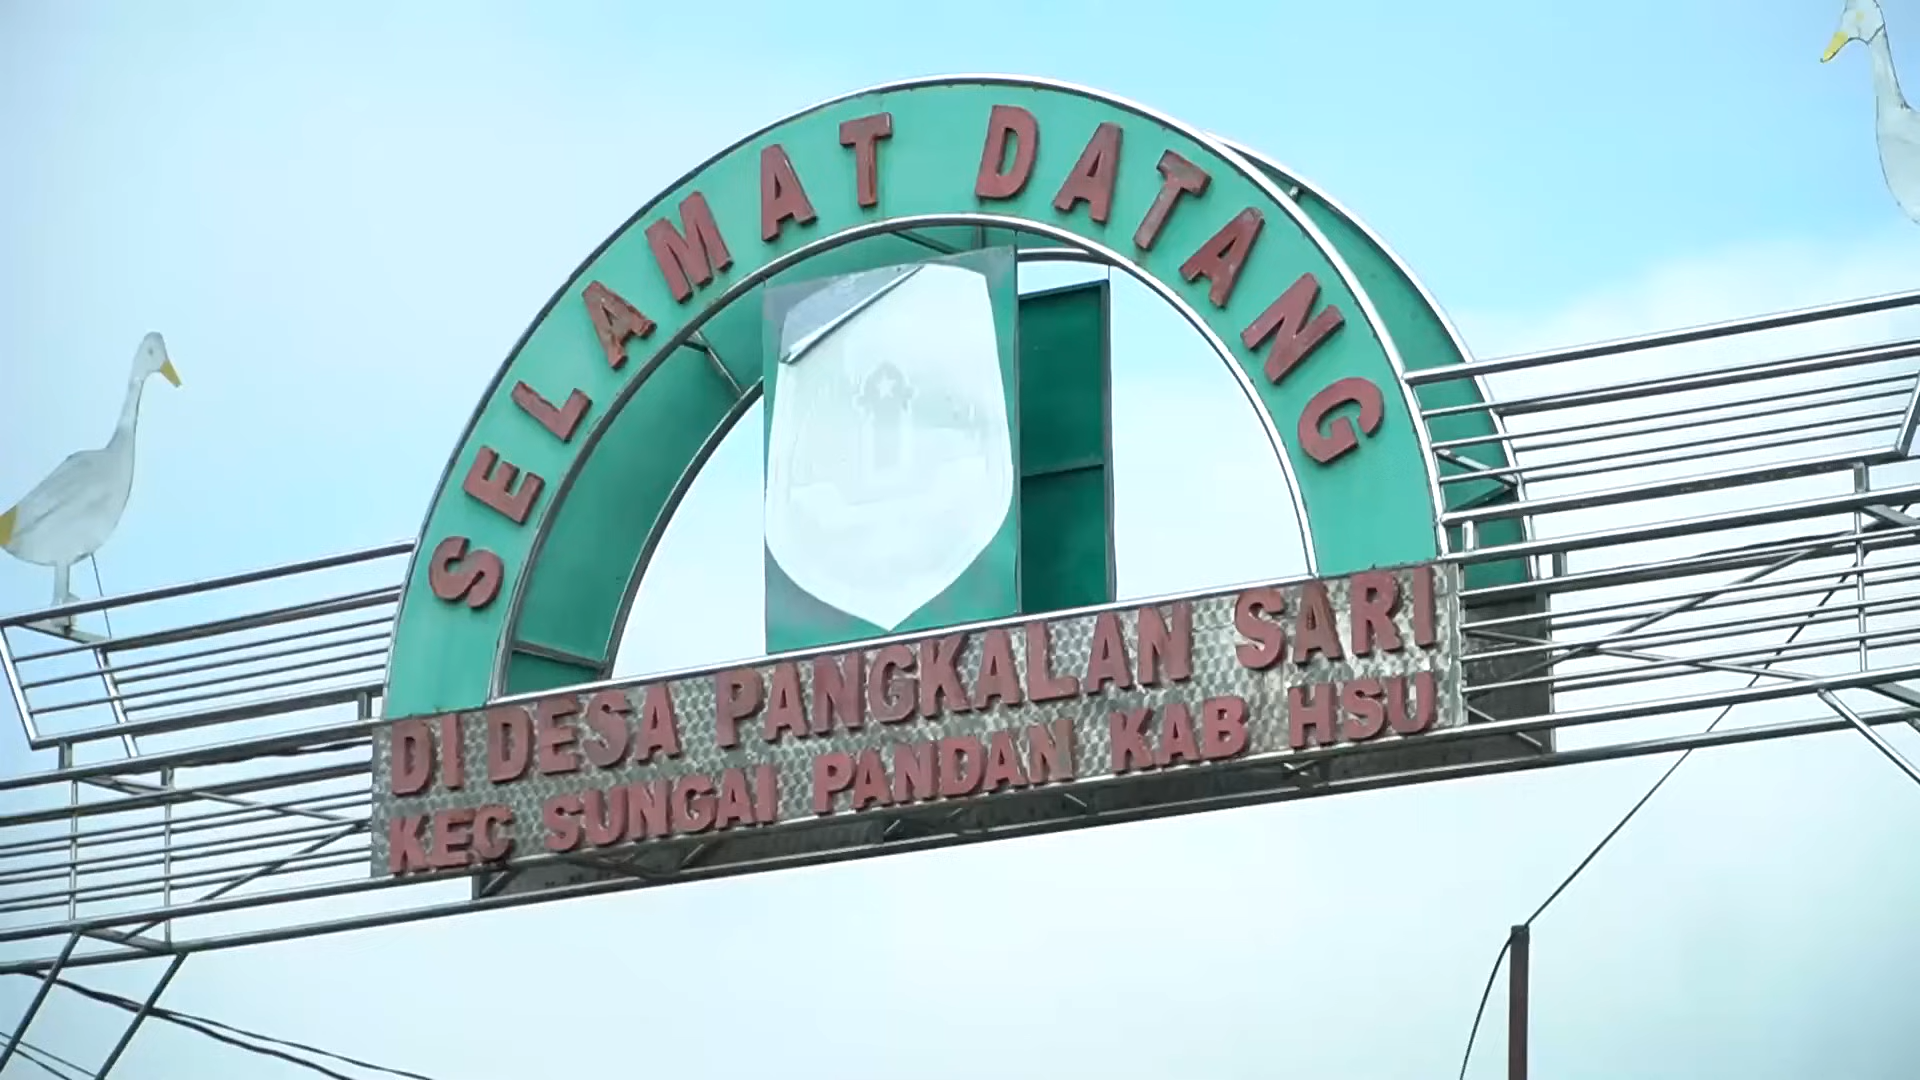 SELAMAT DATANG
DI DESA PANGKALAN SARI
KEC SUNGAI PANDAN KAB HSU